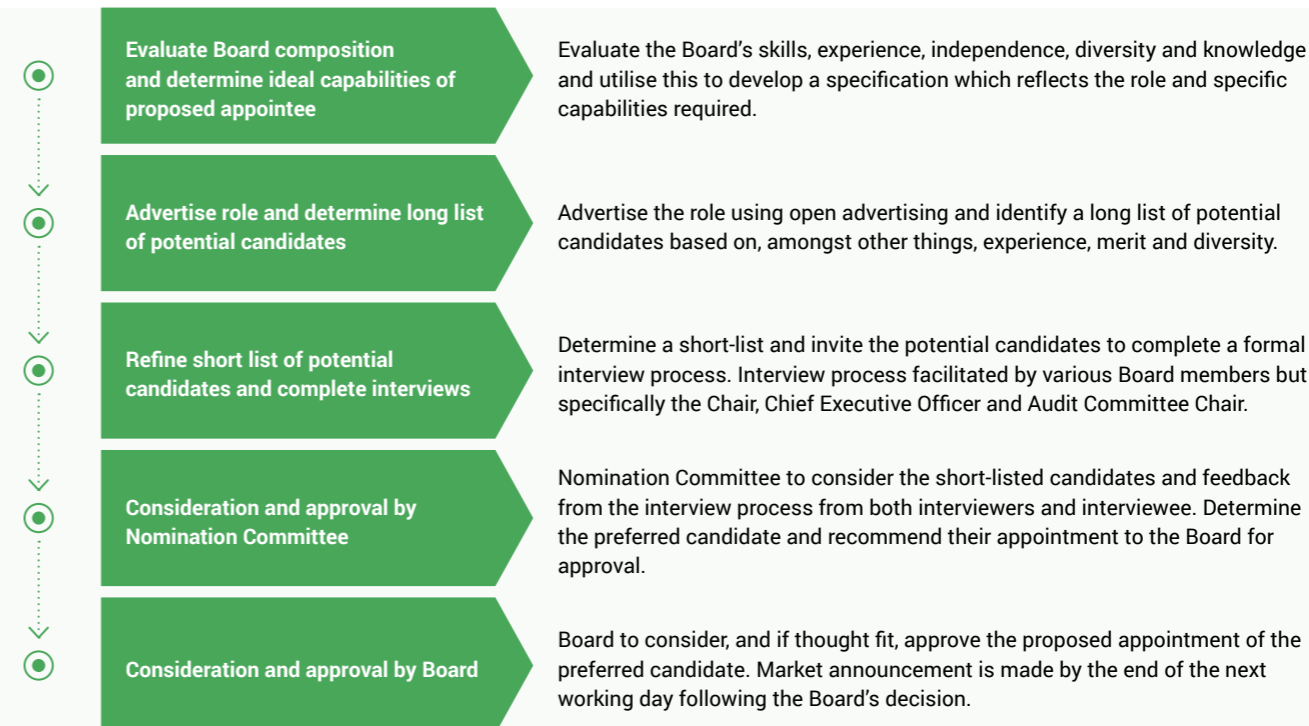 Evaluate Board composition
and determine ideal capabilities of
proposed appointee
Evaluate the Board’s skills, experience, independence, diversity and knowledge
and utilise this to develop a specification which reflects the role and specific
capabilities required.
Advertise role and determine long list
of potential candidates
Advertise the role using open advertising and identify a long list of potential
candidates based on, amongst other things, experience, merit and diversity.
Refine short list of potential
candidates and complete interviews
Determine a short-list and invite the potential candidates to complete a formal
interview process. Interview process facilitated by various Board members but
specifically the Chair, Chief Executive Officer and Audit Committee Chair.
Consideration and approval by
Nomination Committee
Nomination Committee to consider the short-listed candidates and feedback
from the interview process from both interviewers and interviewee. Determine
the preferred candidate and recommend their appointment to the Board for
approval.
Consideration and approval by Board
Board to consider, and if thought fit, approve the proposed appointment of the
preferred candidate. Market announcement is made by the end of the next
working day following the Board’s decision.